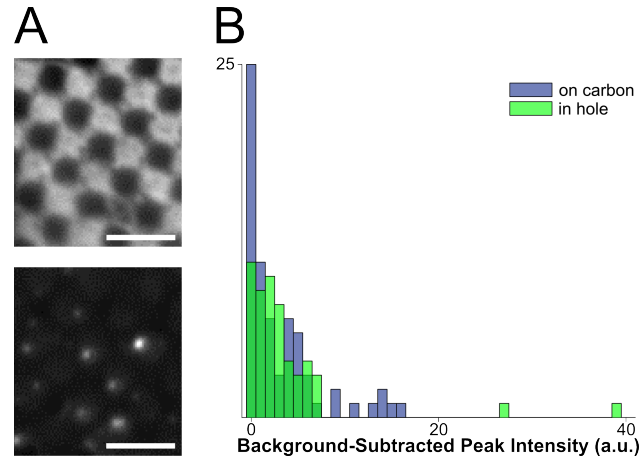 A
B
25
on carbon
in hole
0
20
40
Background-Subtracted Peak Intensity (a.u.)